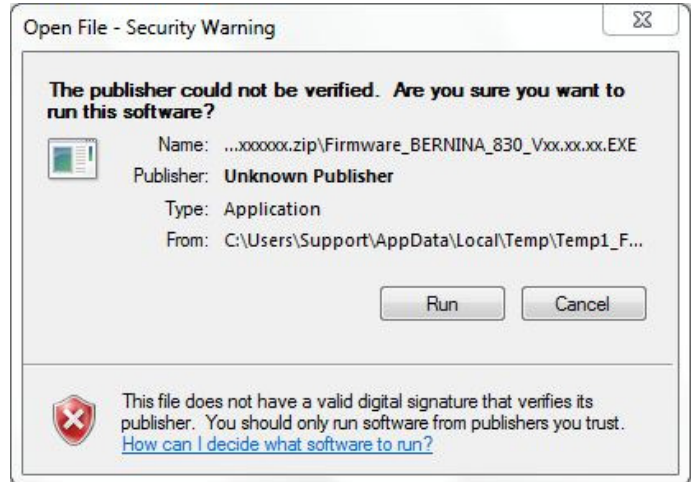 Open File - Security Warning
The publisher could not be verified.  Are you sure you want to
run this software?
Name: ...xxxxxx.zip\Firmware_BERNINA_830_Vxx.xx.xx.EXE
Publisher: Unknown Publisher
Type: Application
From: C:\Users\Support\AppData\Local\Temp\Temp1_F...
Run Cancel
This file does not have a valid digital signature that verifies its
publisher.  You should only run software from publishers you trust.
How can I decide what software to run?